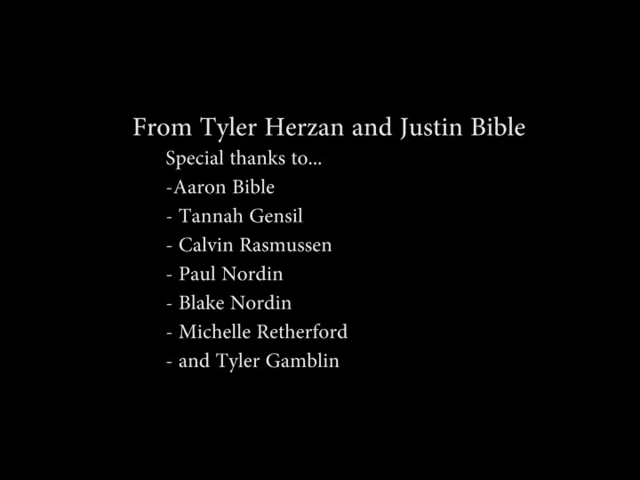 From Tyler Herzan and Justin Bible
Special thanks to...
-Aaron Bible
- Tannah Gensil
- Calvin Rasmussen
- Paul Nordin
- Blake Nordin
- Michelle Retherford
- and Tyler Gamblin